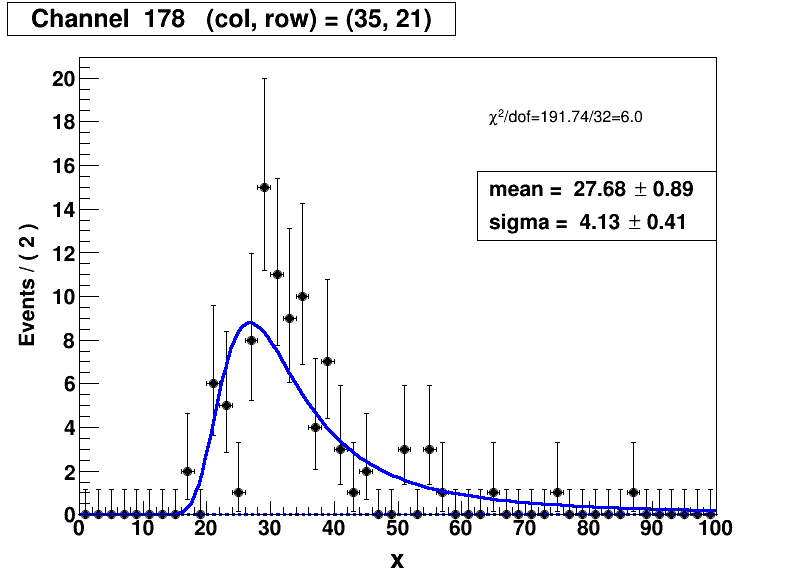 Channel 178 (col, row) = (35, 21)
χ²/dof=191.74/32=6.0
mean = 27.68 ± 0.89
sigma = 4.13 ± 0.41
Events / ( 2 )
20
18
16
14
12
10
8
6
4
2
0
0 10 20 30 40 50 60 70 80 90 100
x